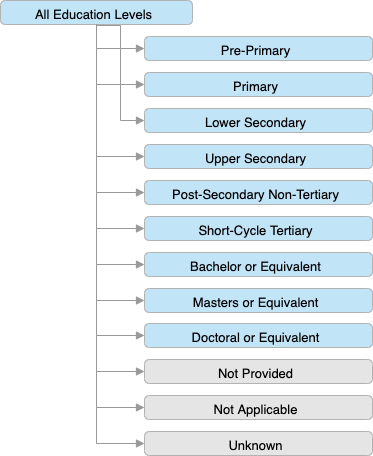 All Education Levels
Pre-Primary
Primary
Lower Secondary
Upper Secondary
Post-Secondary Non-Tertiary
Short-Cycle Tertiary
Bachelor or Equivalent
Masters or Equivalent
Doctoral or Equivalent
Not Provided
Not Applicable
Unknown